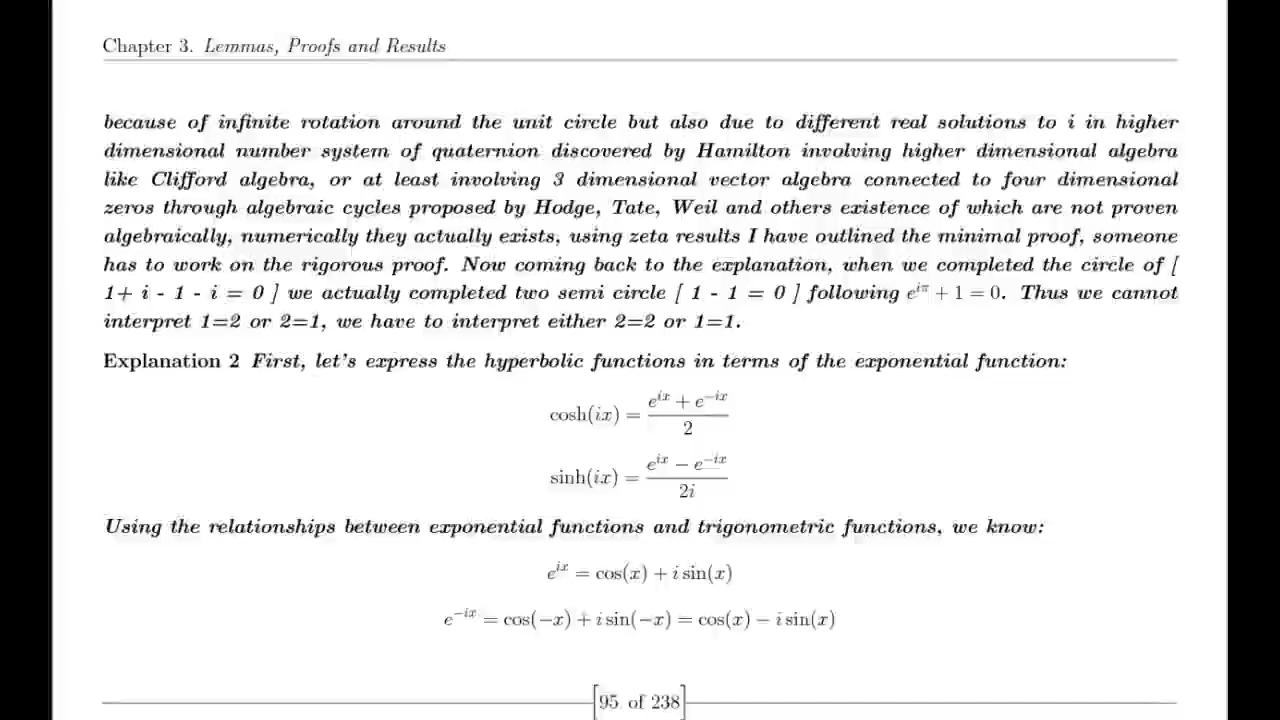 Chapter 3. Lemmas, Proofs and Results
because of infinite rotation around the unit circle but also due to different real solutions to i in higher
dimensional number system of quaternion discovered by Hamilton involving higher dimensional algebra
like Clifford algebra, or at least involving 3 dimensional vector algebra connected to four dimensional
zeros through algebraic cycles proposed by Hodge, Tate, Weil and others existence of which are not proven
algebraically, numerically they actually exists, using zeta results I have outlined the minimal proof, someone
has to work on the rigorous proof. Now coming back to the explanation, when we completed the circle of [
1+ i - 1 - i = 0 ] we actually completed two semi circle [ 1 - 1 = 0 ] following $e^{i\pi} + 1 = 0$. Thus we cannot
interpret 1=2 or 2=1, we have to interpret either 2=2 or 1=1.
Explanation 2 First, let's express the hyperbolic functions in terms of the exponential function:
$\cosh(ix) = \frac{e^{ix} + e^{-ix}}{2}$
$\sinh(ix) = \frac{e^{ix} - e^{-ix}}{2i}$
Using the relationships between exponential functions and trigonometric functions, we know:
$e^{ix} = \cos(x) + i\sin(x)$
$e^{-ix} = \cos(-x) + i\sin(-x) = \cos(x) - i\sin(x)$
[95 of 238]